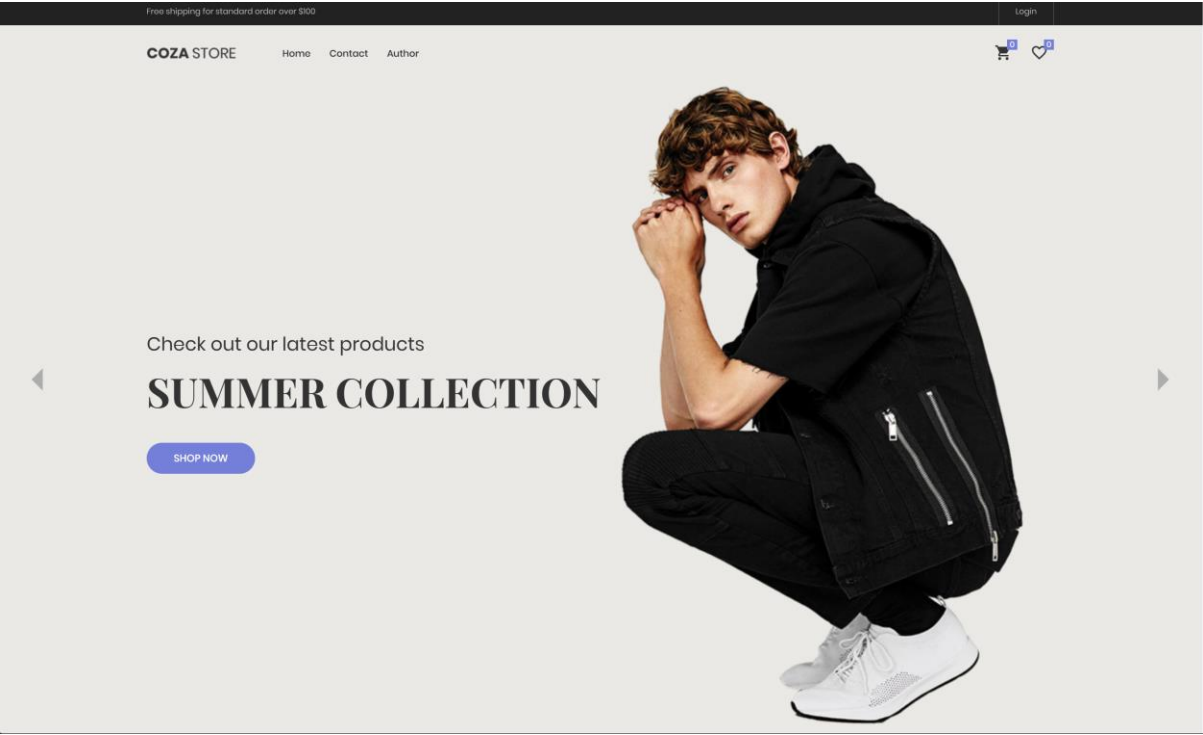 Free shipping for standard order over $100
Login
COZA STORE
Home
Contact
Author
0
0
Check out our latest products
SUMMER COLLECTION
SHOP NOW